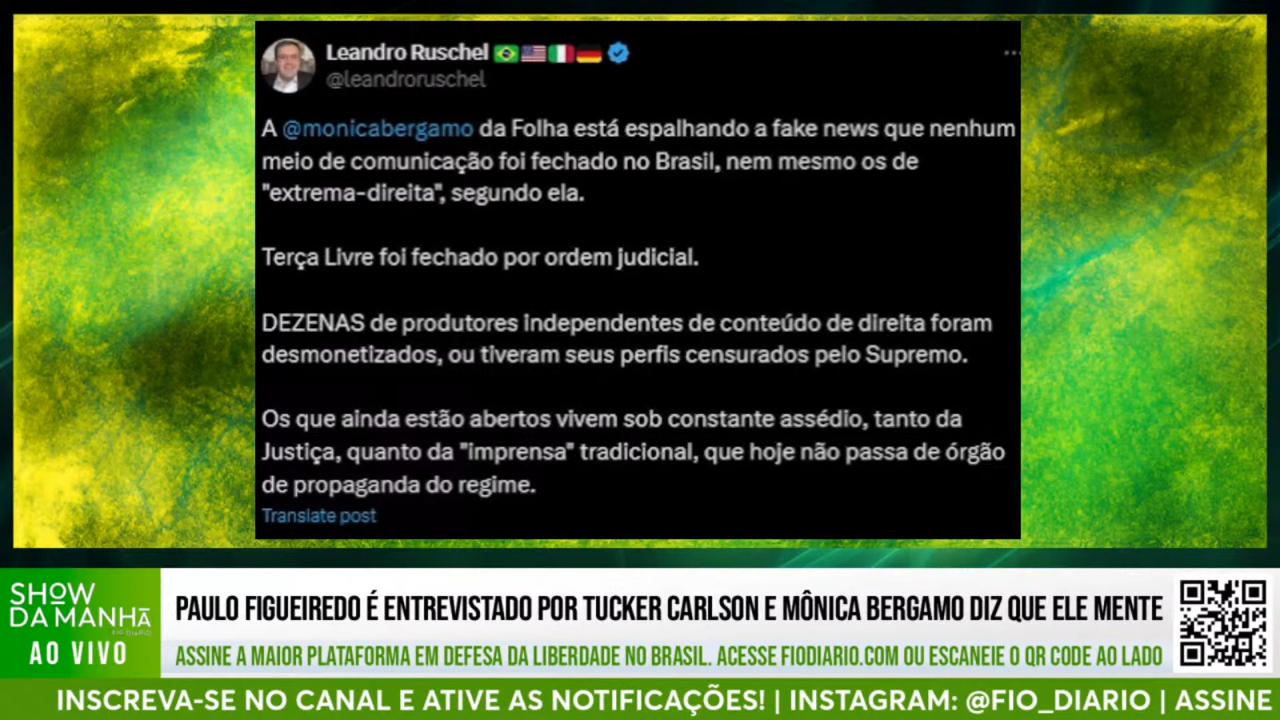 Leandro Ruschel 🇧🇷🇺🇸🇮🇹🇩🇪
@leandroruschel
A @monicabergamo da Folha está espalhando a fake news que nenhum
meio de comunicação foi fechado no Brasil, nem mesmo os de
"extrema-direita", segundo ela.
Terça Livre foi fechado por ordem judicial.
DEZENAS de produtores independentes de conteúdo de direita foram
desmonetizados, ou tiveram seus perfis censurados pelo Supremo.
Os que ainda estão abertos vivem sob constante assédio, tanto da
Justiça, quanto da "imprensa" tradicional, que hoje não passa de órgão
de propaganda do regime.
Translate post
SHOW
DA MANHÃ
FIO DIÁRIO
AO VIVO
PAULO FIGUEIREDO É ENTREVISTADO POR TUCKER CARLSON E MÔNICA BERGAMO DIZ QUE ELE MENTE
ASSINE A MAIOR PLATAFORMA EM DEFESA DA LIBERDADE NO BRASIL. ACESSE FIODIARIO.COM OU ESCANEIE O QR CODE AO LADO
INSCREVA-SE NO CANAL E ATIVE AS NOTIFICAÇÕES! | INSTAGRAM: @FIO_DIARIO | ASSINE